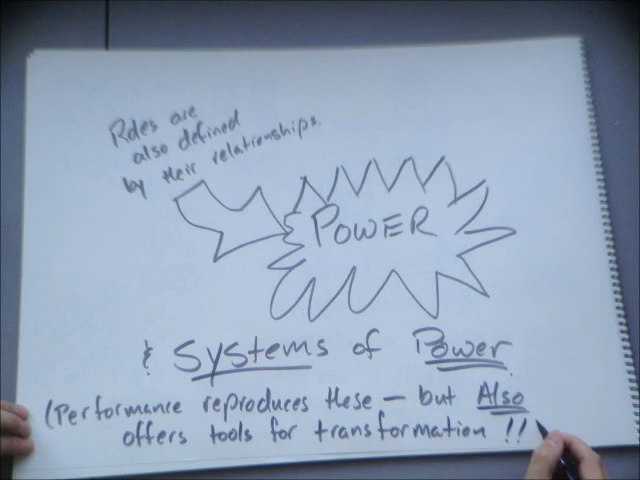 Roles are
also defined
by their relationships.
POWER
& Systems of Power
(Performance reproduces these – but Also
offers tools for transformation !!